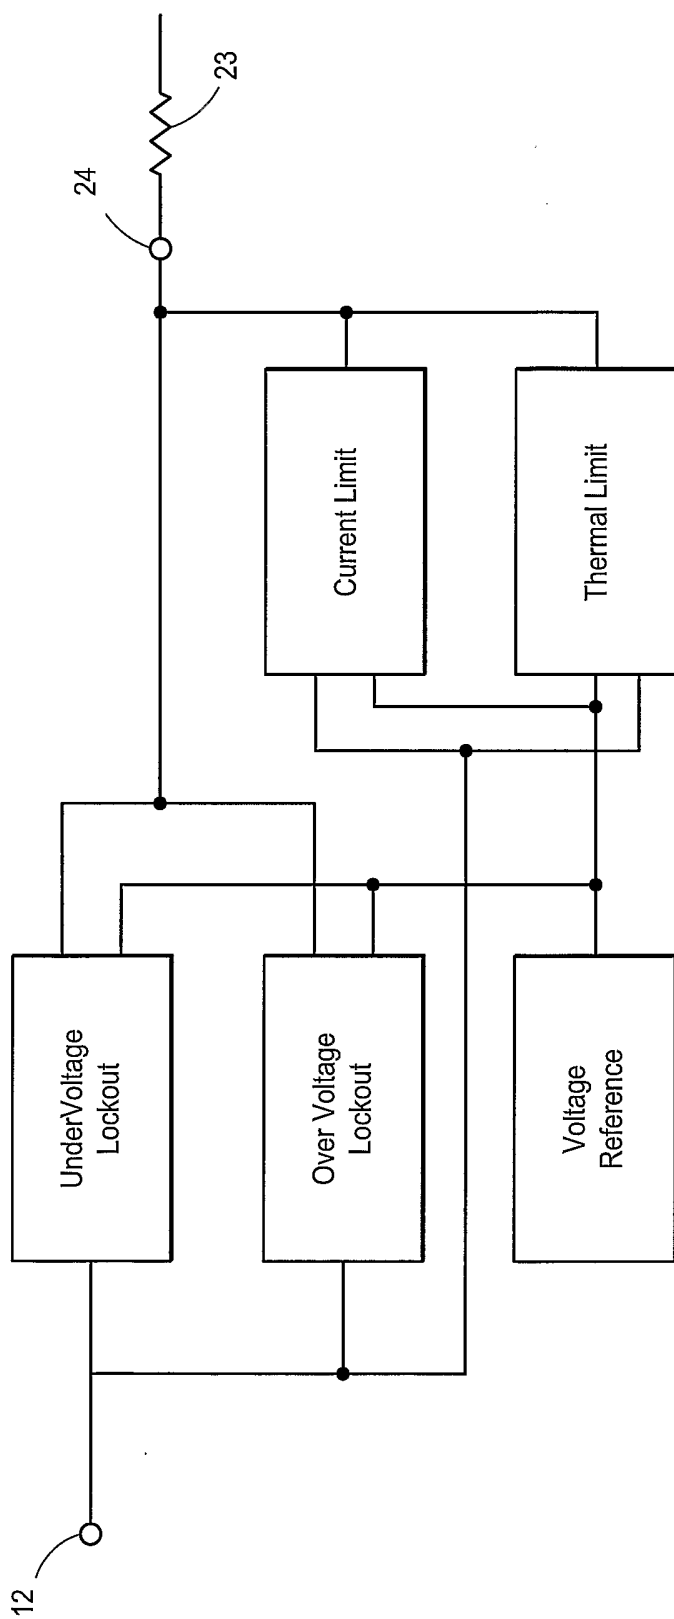 12
UnderVoltage
Lockout
Over Voltage
Lockout
Voltage
Reference
Current Limit
Thermal Limit
24
23